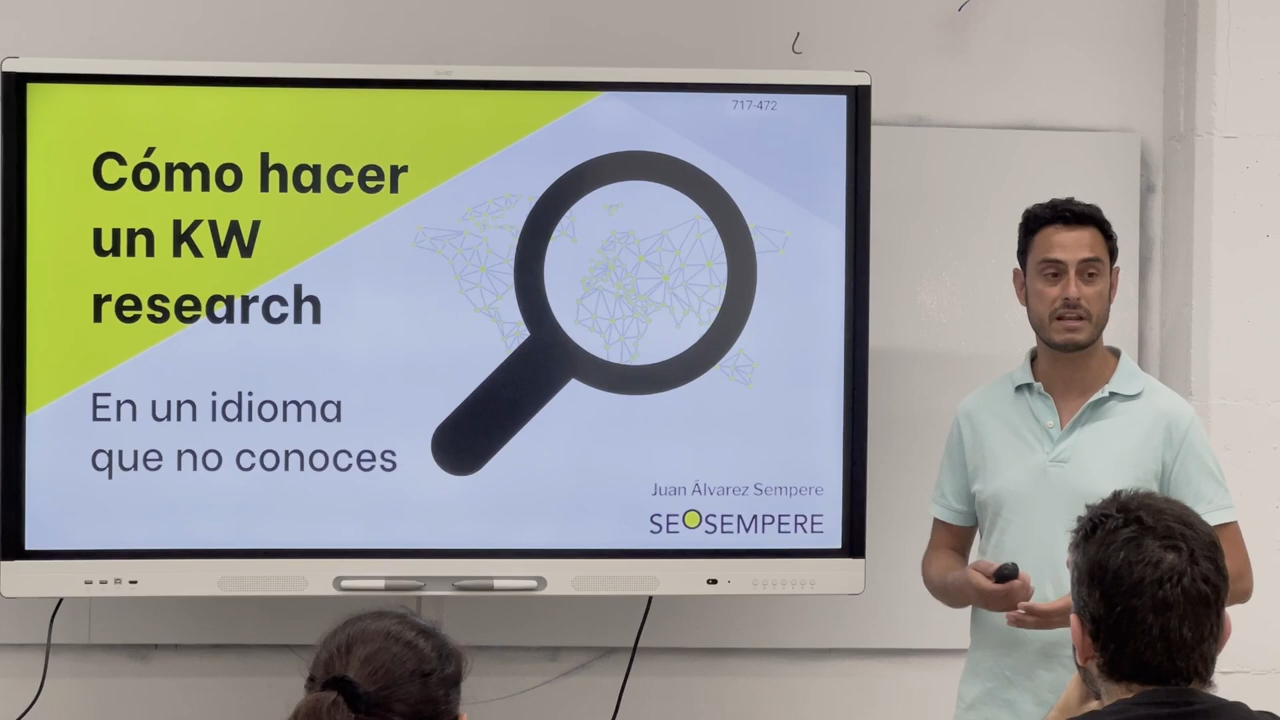 717-472
Cómo hacer
un KW
research
En un idioma
que no conoces
Juan Álvarez Sempere
SEOSEMPERE